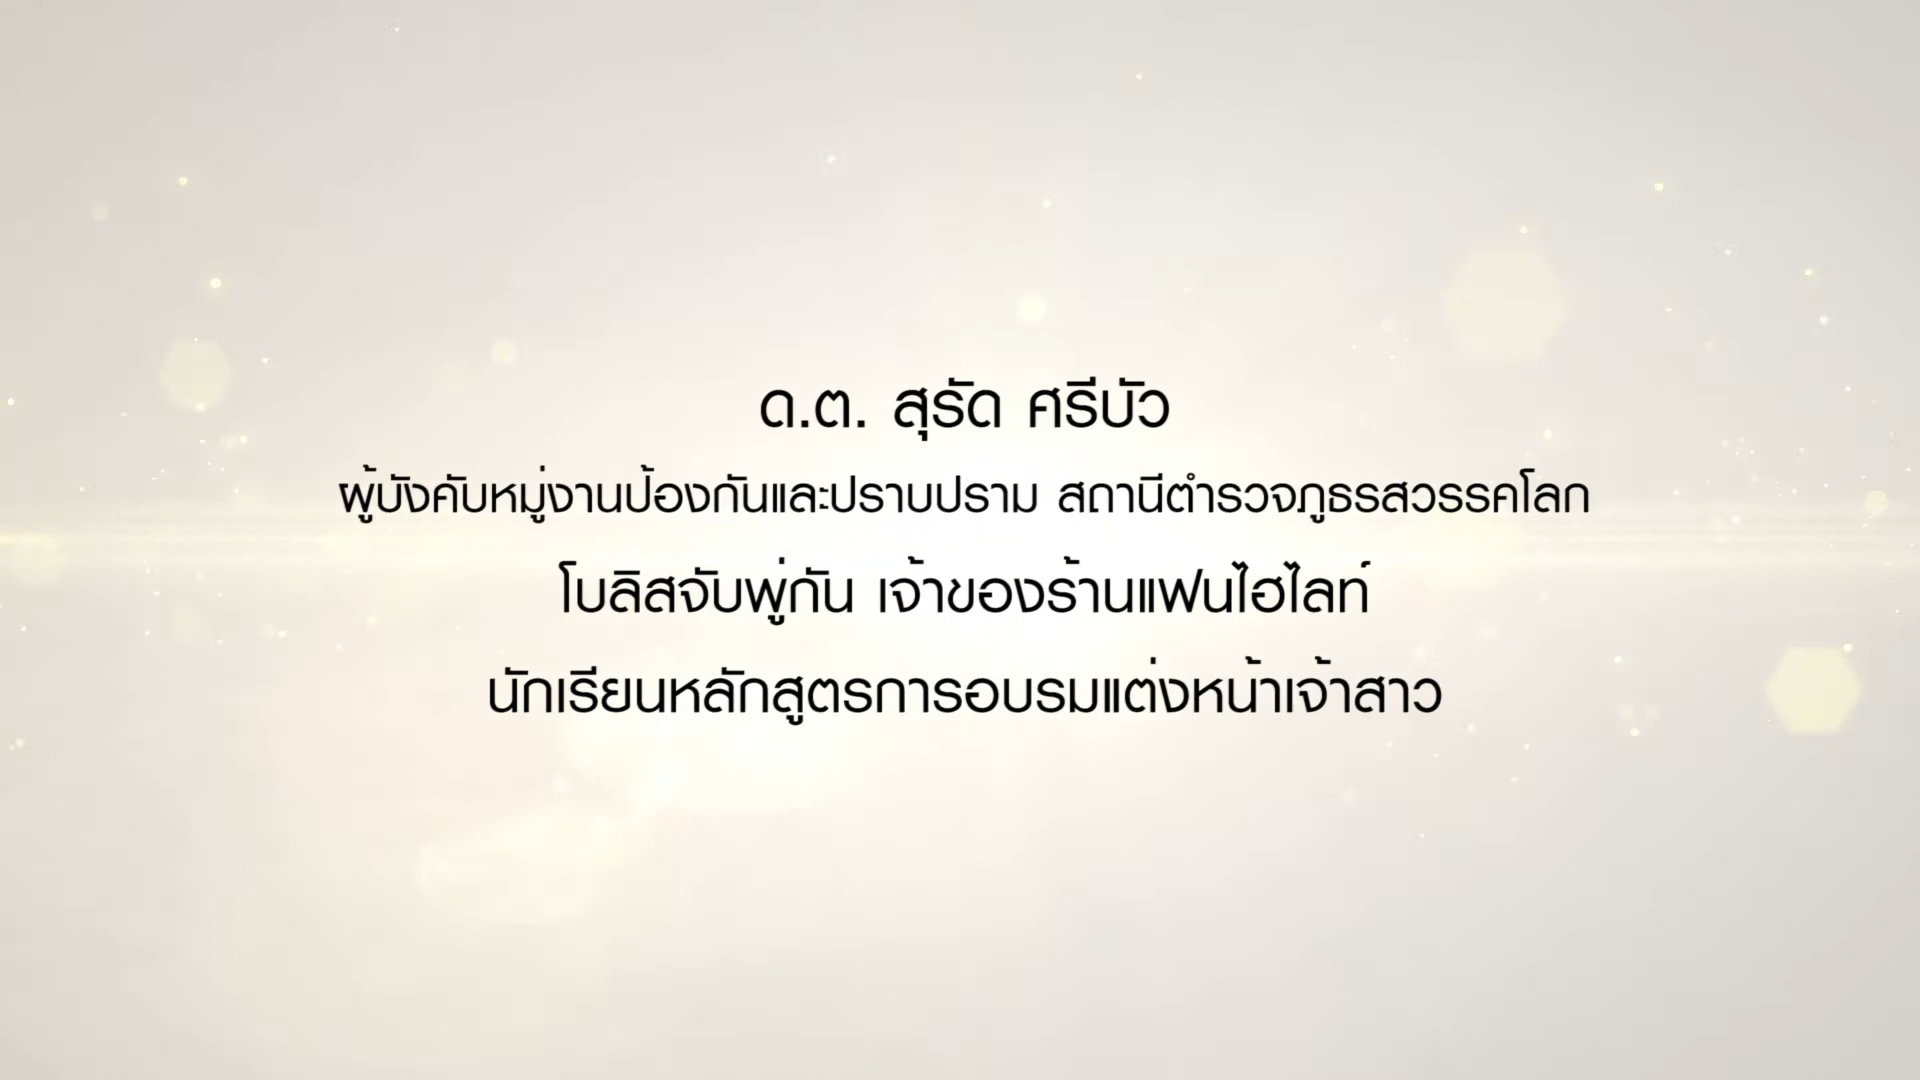 ด.ต. สุรัด ศรีบัว
ผู้บังคับหมู่งานป้องกันและปราบปราม สถานีตำรวจภูธรสวรรคโลก
โบลิสจับพู่กัน เจ้าของร้านแฟนไฮไลท์
นักเรียนหลักสูตรการอบรมแต่งหน้าเจ้าสาว